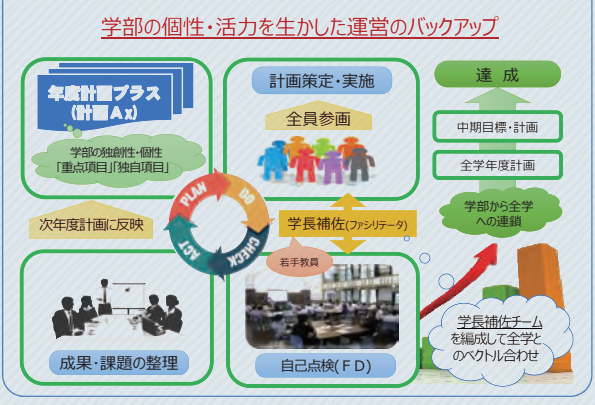 学部の個性・活力を生かした運営のバックアップ
年度計画プラス
(計画Ａx)
学部の独創性・個性
「重点項目」「独自項目」
次年度計画に反映
成果・課題の整理
PLAN
DO
CHECK
ACT
計画策定・実施
全員参画
学長補佐(ファシリテータ)
若手教員
自己点検(ＦＤ)
達 成
中期目標・計画
全学年度計画
学部から全学
への連鎖
学長補佐チーム
を編成して全学と
のベクトル合わせ